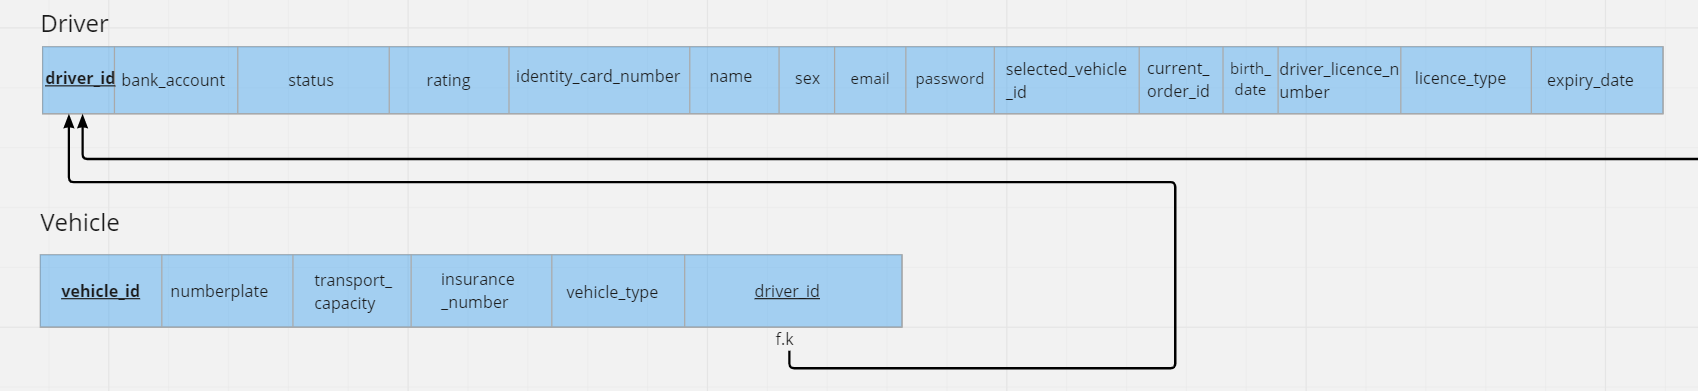 Driver
driver_id bank_account status rating identity_card_number name sex email password selected_vehicle current_ birth_ driver_licence_n licence_type expiry_date
_id order_id date umber
Vehicle
vehicle_id numberplate transport_ insurance vehicle_type driver_id
capacity _number
f.k